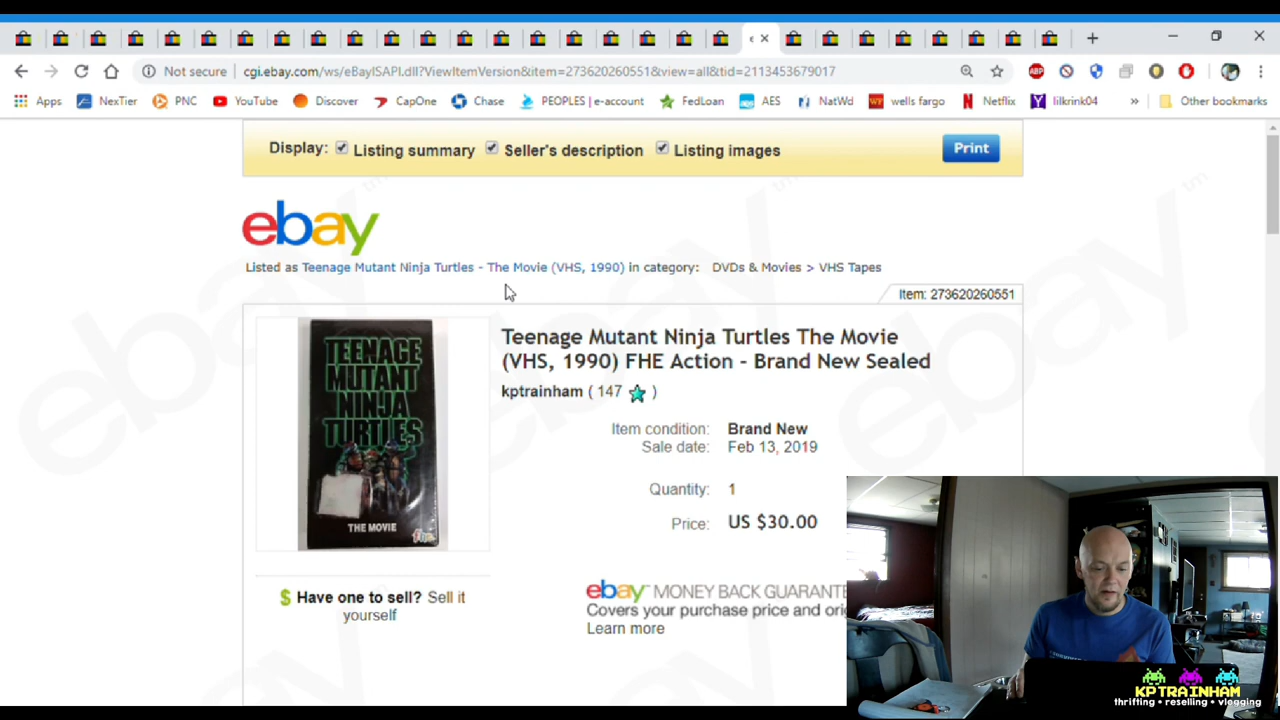 Not secure cgi.ebay.com/ws/eBayISAPI.dll?ViewItemVersion&item=273620260551&view=all&tid=2113453679017
ABP
Apps NexTier PNC YouTube Discover CapOne Chase PEOPLES | e-account FedLoan AES NatWd wells fargo Netflix lilkrink04 » Other bookmarks
Display: Listing summary Seller's description Listing images Print
ebay
Listed as Teenage Mutant Ninja Turtles - The Movie (VHS, 1990) in category: DVDs & Movies > VHS Tapes
Item: 273620260551
TEENAGE
MUTANT
NINJA
TURTLES
THE MOVIE
fhe
Teenage Mutant Ninja Turtles The Movie
(VHS, 1990) FHE Action - Brand New Sealed
kptrainham ( 147 )
Item condition: Brand New
Sale date: Feb 13, 2019
Quantity: 1
Price: US $30.00
$ Have one to sell? Sell it
yourself
ebay MONEY BACK GUARANTE
Covers your purchase price and ori
Learn more
KPTRAINHAM
thrifting • reselling • vlogging